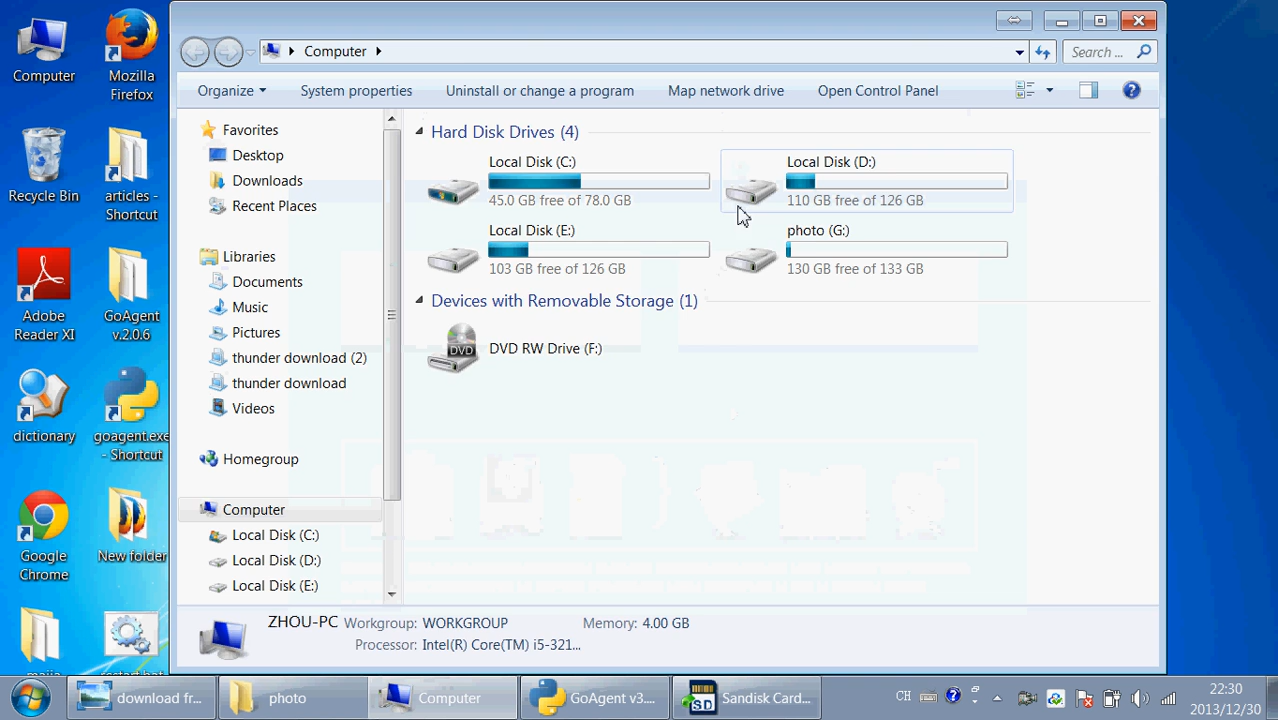 Computer
Mozilla
Firefox
Recycle Bin
articles -
Shortcut
Adobe
Reader XI
GoAgent
v.2.0.6
dictionary
goagent.exe
- Shortcut
Google
Chrome
New folder
Computer
Search ...
Organize
System properties
Uninstall or change a program
Map network drive
Open Control Panel
Favorites
Desktop
Downloads
Recent Places
Libraries
Documents
Music
Pictures
thunder download (2)
thunder download
Videos
Homegroup
Computer
Local Disk (C:)
Local Disk (D:)
Local Disk (E:)
Hard Disk Drives (4)
Local Disk (C:)
45.0 GB free of 78.0 GB
Local Disk (D:)
110 GB free of 126 GB
Local Disk (E:)
103 GB free of 126 GB
photo (G:)
130 GB free of 133 GB
Devices with Removable Storage (1)
DVD
DVD RW Drive (F:)
ZHOU-PC Workgroup: WORKGROUP Memory: 4.00 GB
Processor: Intel(R) Core(TM) i5-321...
download fr...
photo
Computer
GoAgent v3....
SD
Sandisk Card...
CH
22:30
2013/12/30